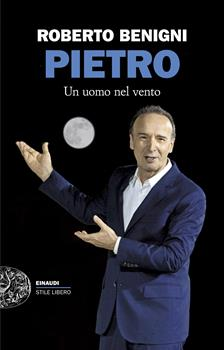 ROBERTO BENIGNI
PIETRO
Un uomo nel vento
EINAUDI
STILE LIBERO